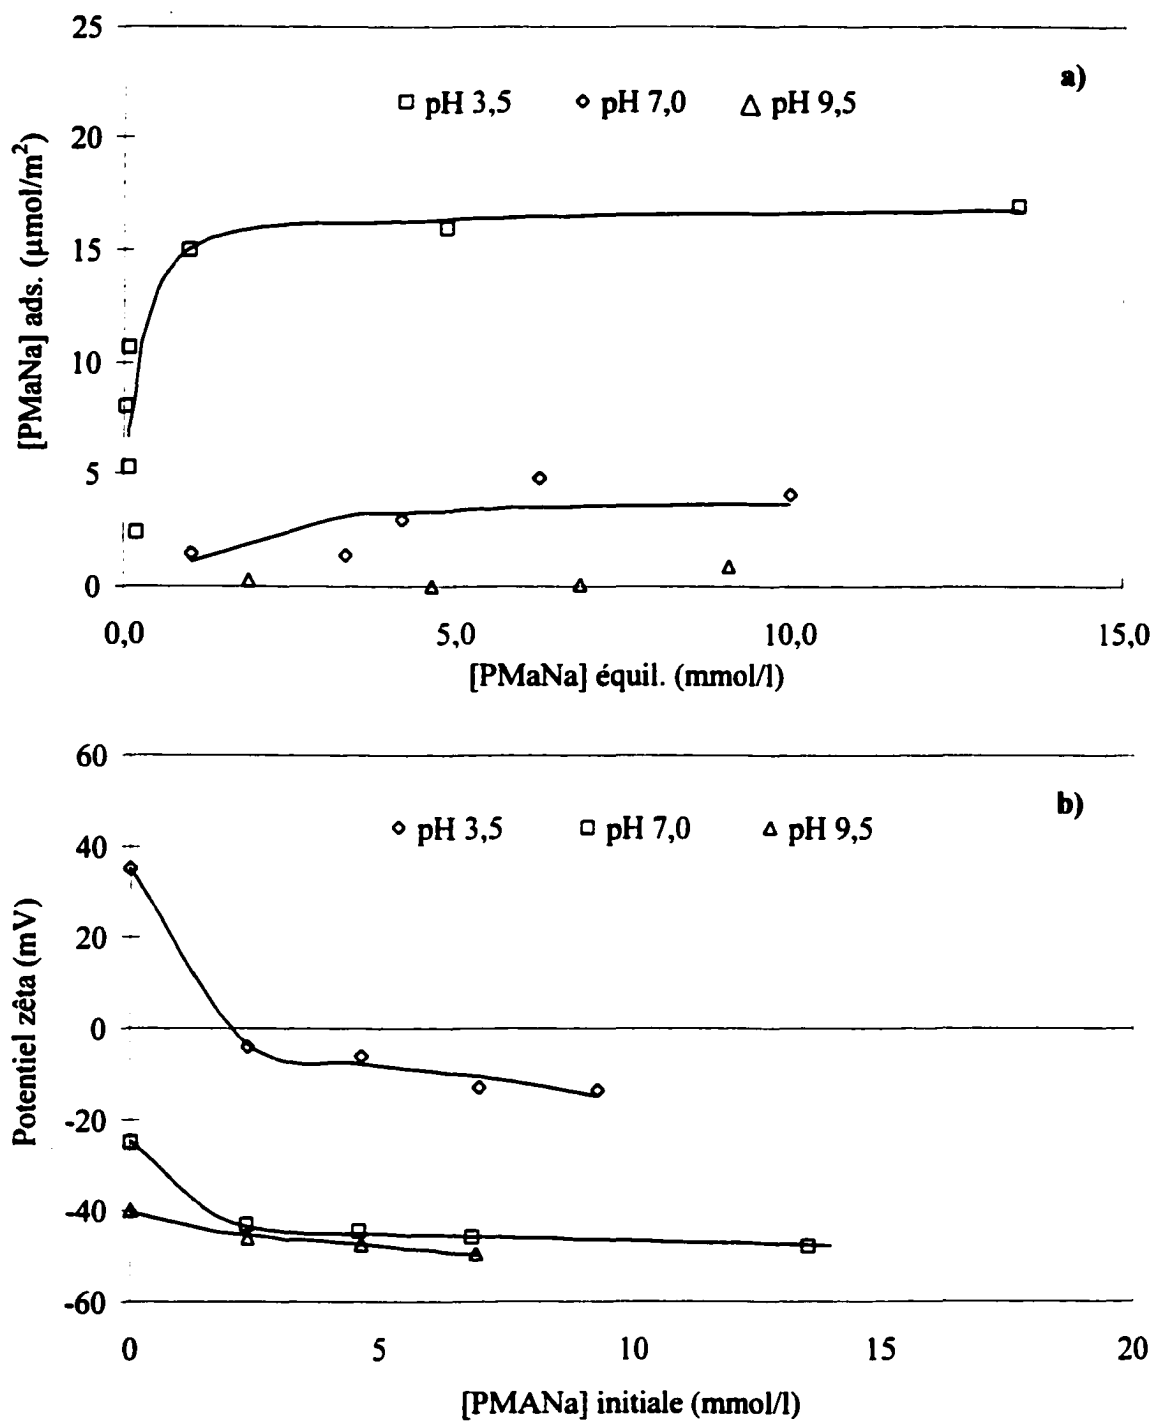 25
a)
□ pH 3,5 ◇ pH 7,0 △ pH 9,5
20
15
10
5
0
[PMaNa] ads. (µmol/m²)
0,0 5,0 10,0 15,0
[PMaNa] équil. (mmol/l)
60
b)
◇ pH 3,5 □ pH 7,0 △ pH 9,5
40
20
0
-20
-40
-60
Potentiel zêta (mV)
0 5 10 15 20
[PMANa] initiale (mmol/l)